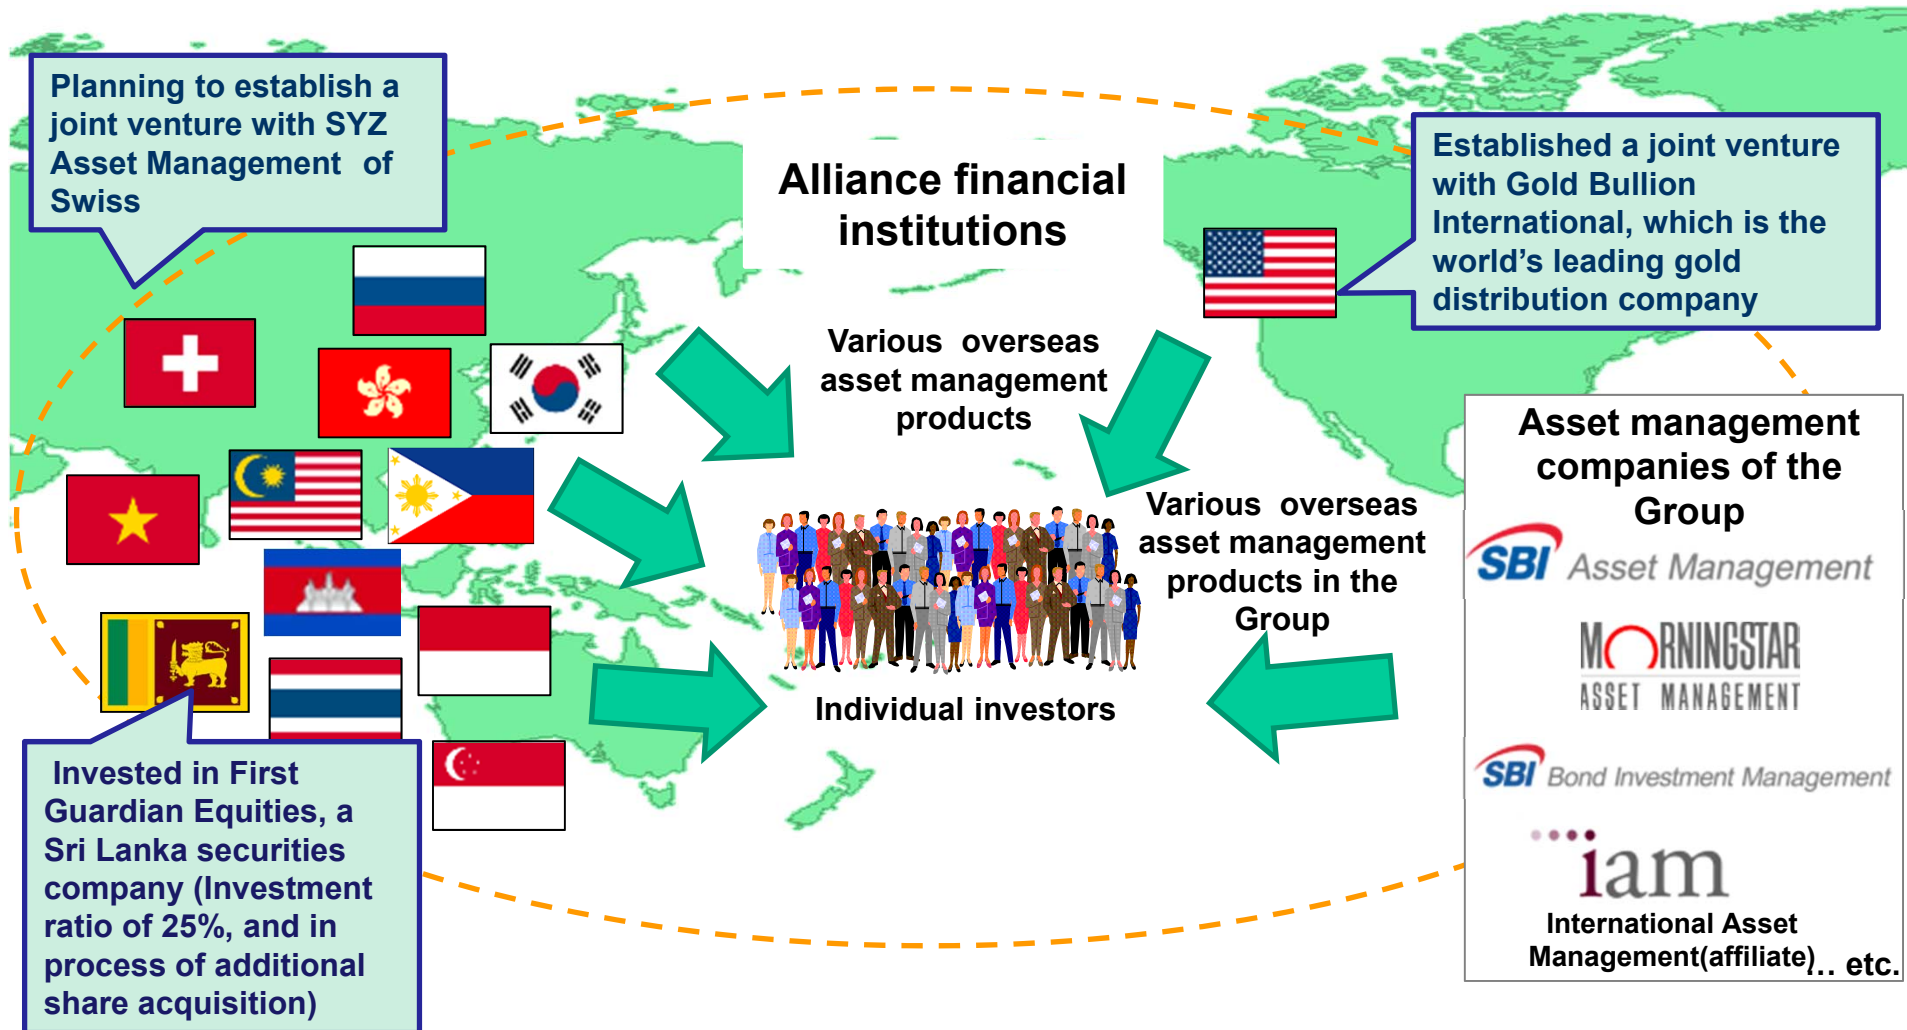 Planning to establish a
joint venture with SYZ
Asset Management of
Swiss
Alliance financial
institutions
Established a joint venture
with Gold Bullion
International, which is the
world’s leading gold
distribution company
Various overseas
asset management
products
Various overseas
asset management
products in the
Group
Individual investors
Asset management
companies of the
Group
SBI Asset Management
MORNINGSTAR
ASSET MANAGEMENT
SBI Bond Investment Management
iam
International Asset
Management(affiliate)
... etc.
Invested in First
Guardian Equities, a
Sri Lanka securities
company (Investment
ratio of 25%, and in
process of additional
share acquisition)